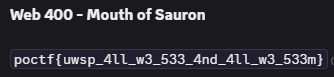 Web 400 - Mouth of Sauron
poctf{uwsp_4ll_w3_533_4nd_4ll_w3_533m}